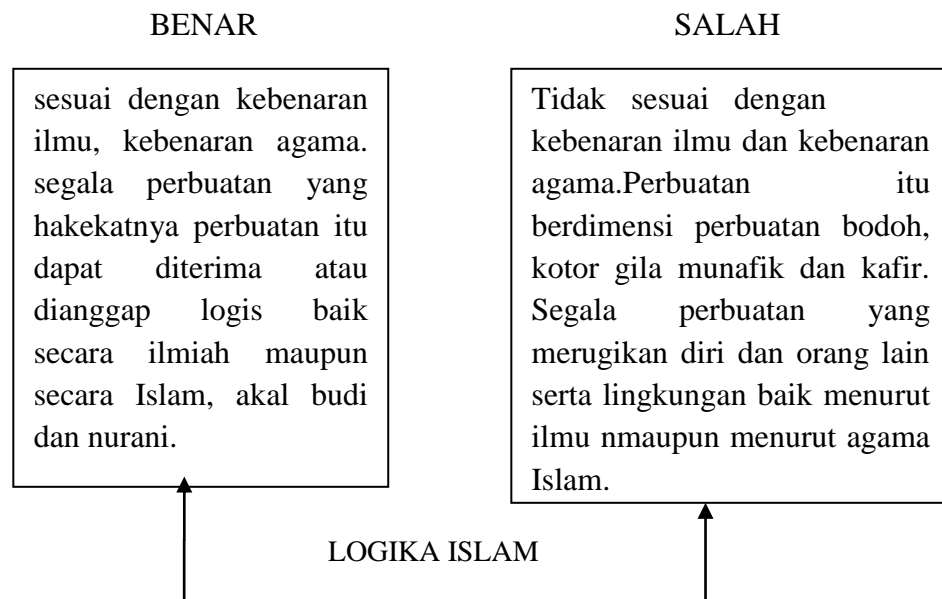 BENAR
sesuai dengan kebenaran
ilmu, kebenaran agama.
segala perbuatan yang
hakekatnya perbuatan itu
dapat diterima atau
dianggap logis baik
secara ilmiah maupun
secara Islam, akal budi
dan nurani.
SALAH
Tidak sesuai dengan
kebenaran ilmu dan kebenaran
agama.Perbuatan itu
berdimensi perbuatan bodoh,
kotor gila munafik dan kafir.
Segala perbuatan yang
merugikan diri dan orang lain
serta lingkungan baik menurut
ilmu nmaupun menurut agama
Islam.
LOGIKA ISLAM